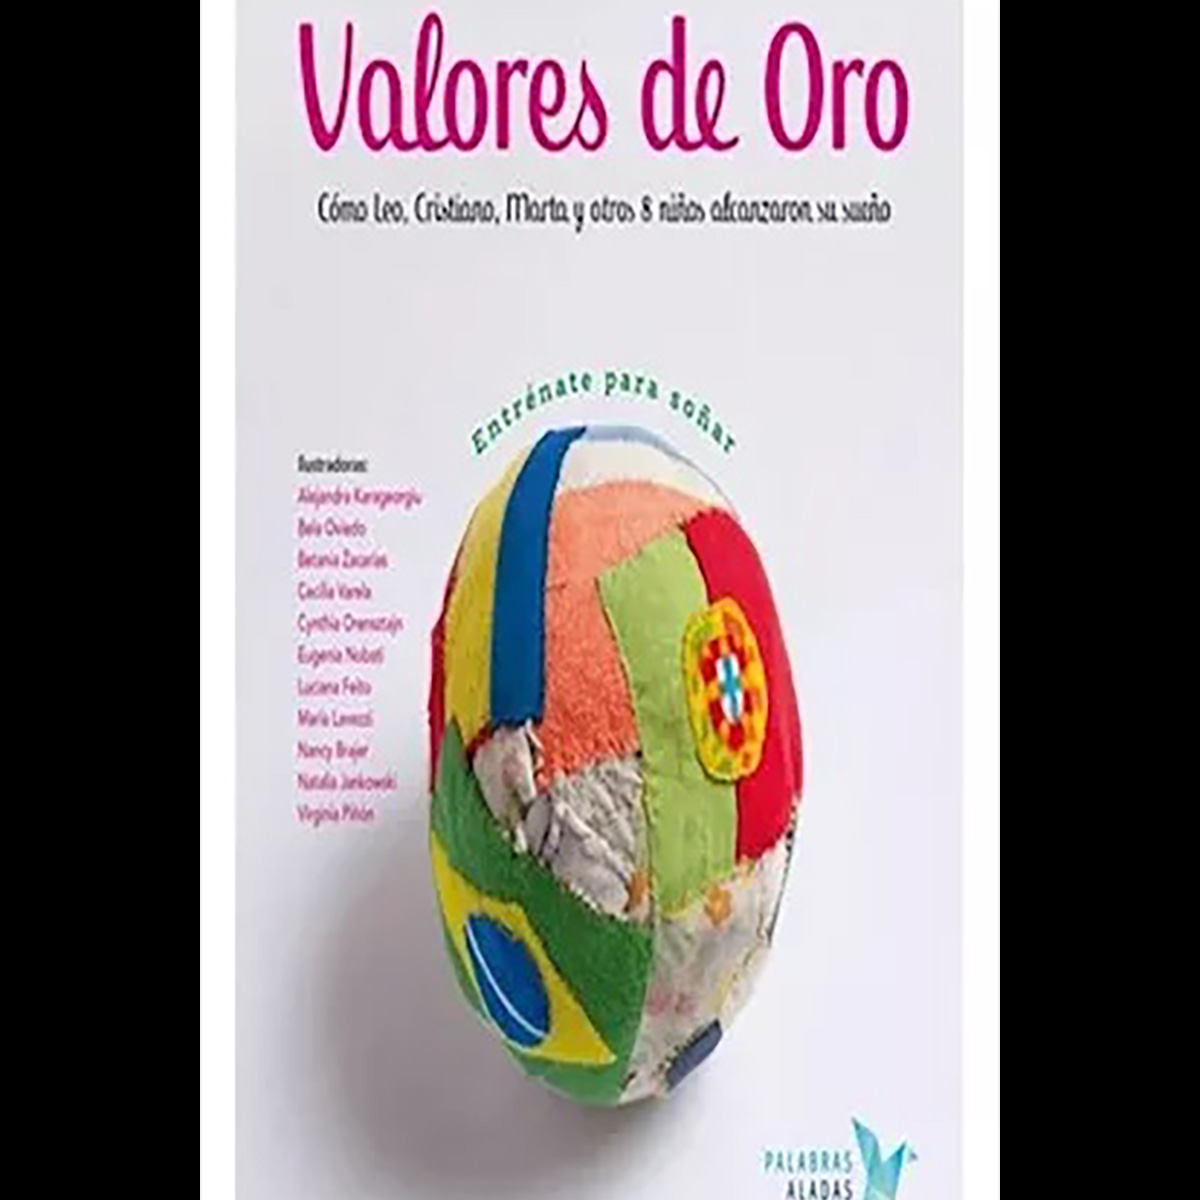 Valores de Oro
Cómo Leo, Cristiano, Marta y otros 8 niños alcanzaron su sueño
Entrénate para soñar
Ilustradoras:
Alejandra Karageorgiu
Bela Oviedo
Betania Zacarias
Cecilia Varela
Cynthia Orensztajn
Eugenia Nobati
Luciana Feito
María Lavezzi
Nancy Brajer
Natalia Jankowski
Virginia Piñón
PALABRAS
ALADAS